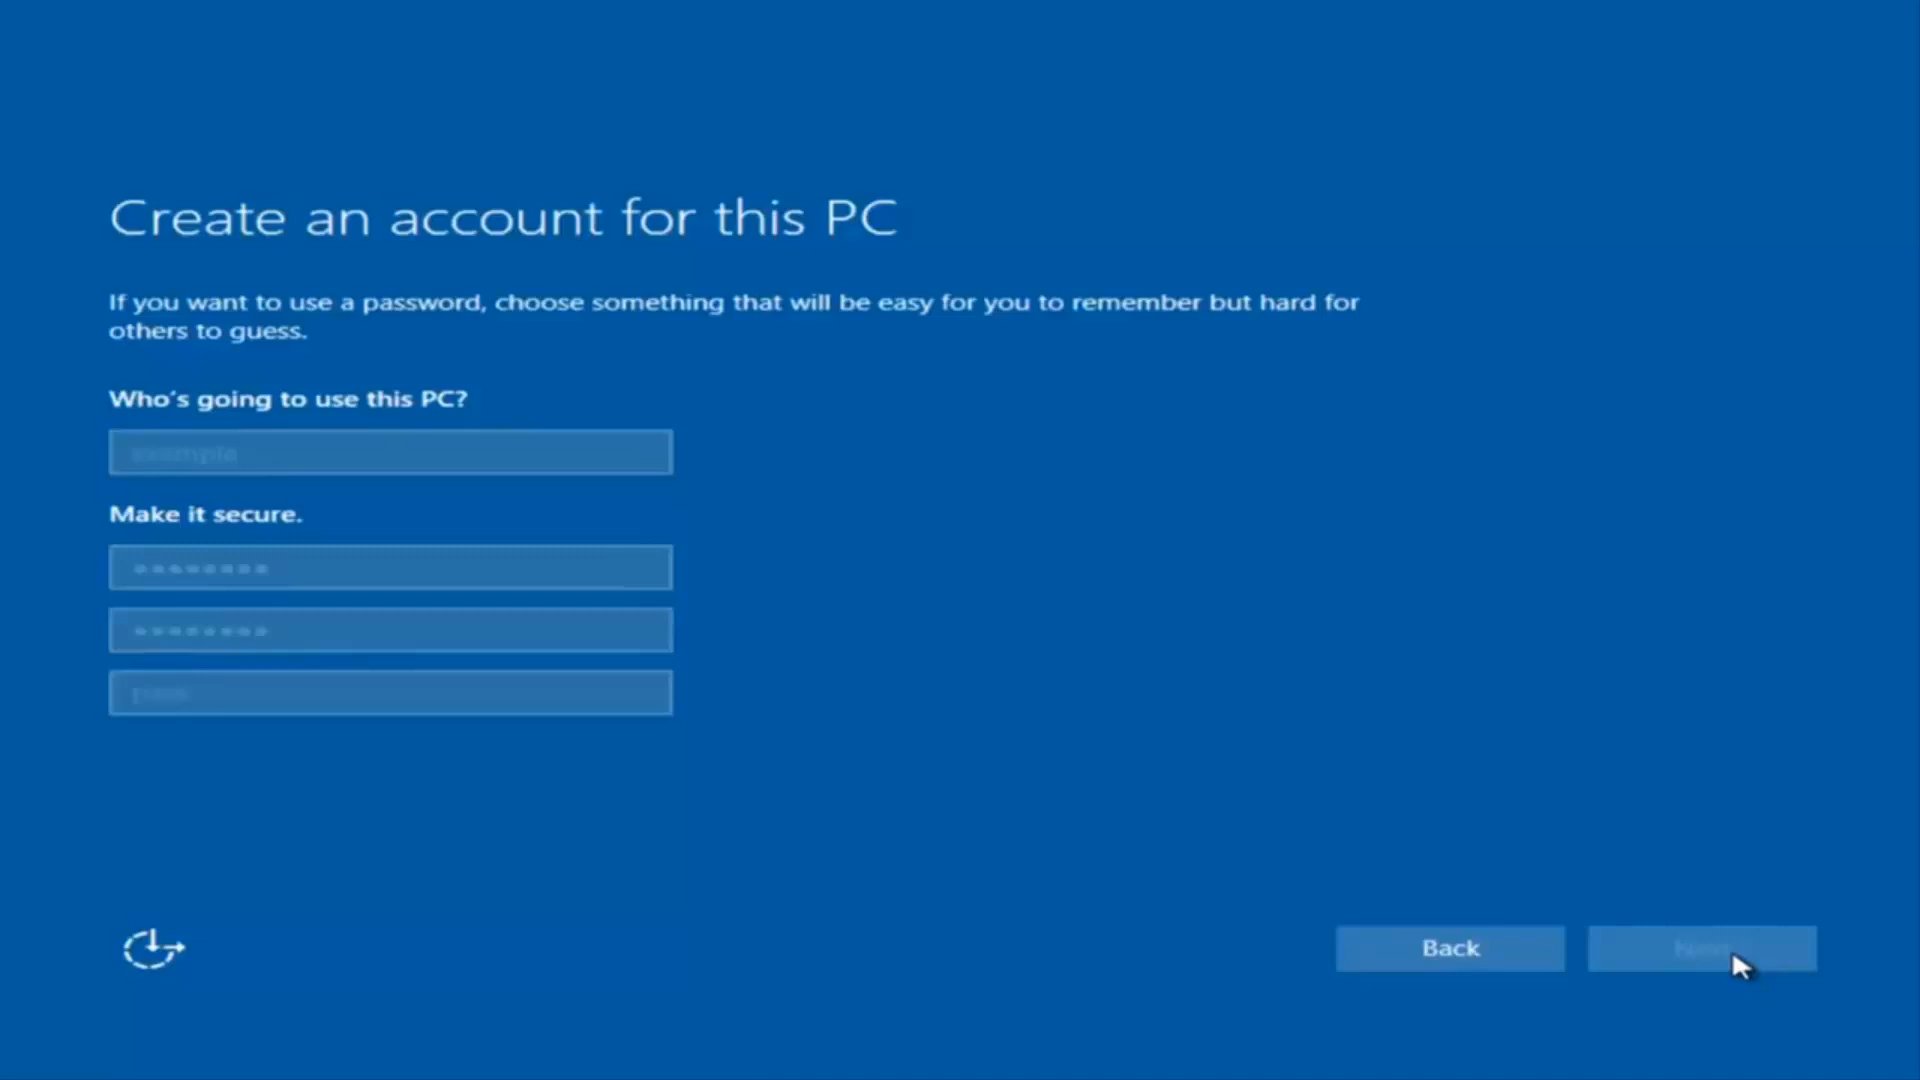 Create an account for this PC
If you want to use a password, choose something that will be easy for you to remember but hard for
others to guess.
Who's going to use this PC?
example
Make it secure.
●●●●●●●●
●●●●●●●●
Back